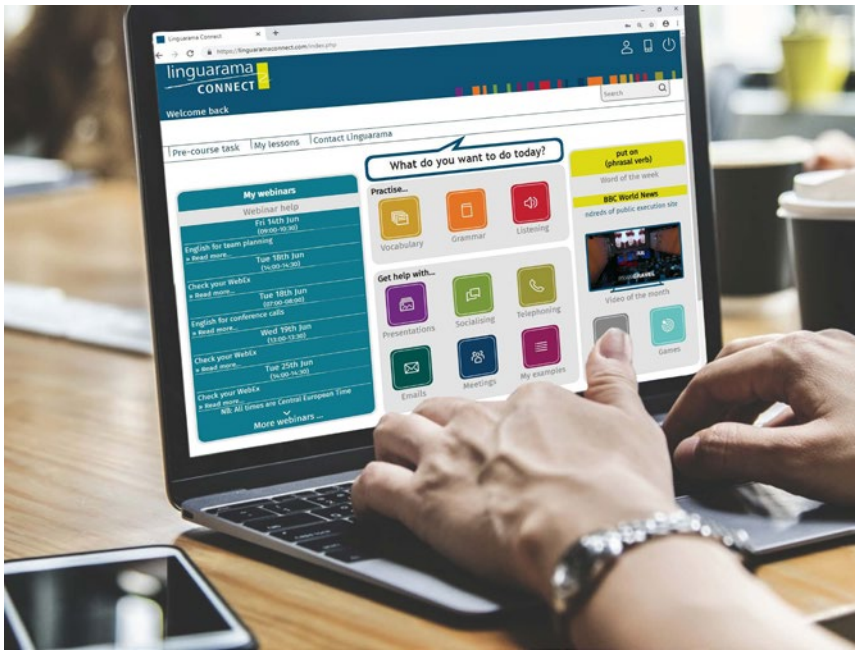 Linguarama Connect
https://linguaramaconnect.com/index.php
linguarama
CONNECT
Welcome back
Search
Pre-course task
My lessons
Contact Linguarama
My webinars
Webinar help
Fri 14th Jun
(09:00-10:30)
English for team planning
» Read more...
Tue 18th Jun
(14:00-14:30)
Check your WebEx
» Read more...
Tue 18th Jun
(07:00-08:00)
English for conference calls
» Read more...
Wed 19th Jun
(13:00-13:30)
Check your WebEx
» Read more...
Tue 25th Jun
(14:00-14:30)
Check your WebEx
» Read more...
NB: All times are Central European Time
More webinars ...
What do you want to do today?
Practise...
Vocabulary
Grammar
Listening
Get help with...
Presentations
Socialising
Telephoning
Emails
Meetings
My examples
put on
(phrasal verb)
Word of the week
BBC World News
ndreds of public execution site
Video of the month
Games